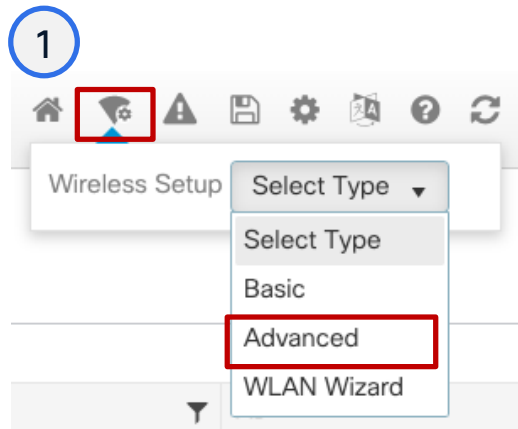 1
Wireless Setup Select Type
Select Type
Basic
Advanced
WLAN Wizard